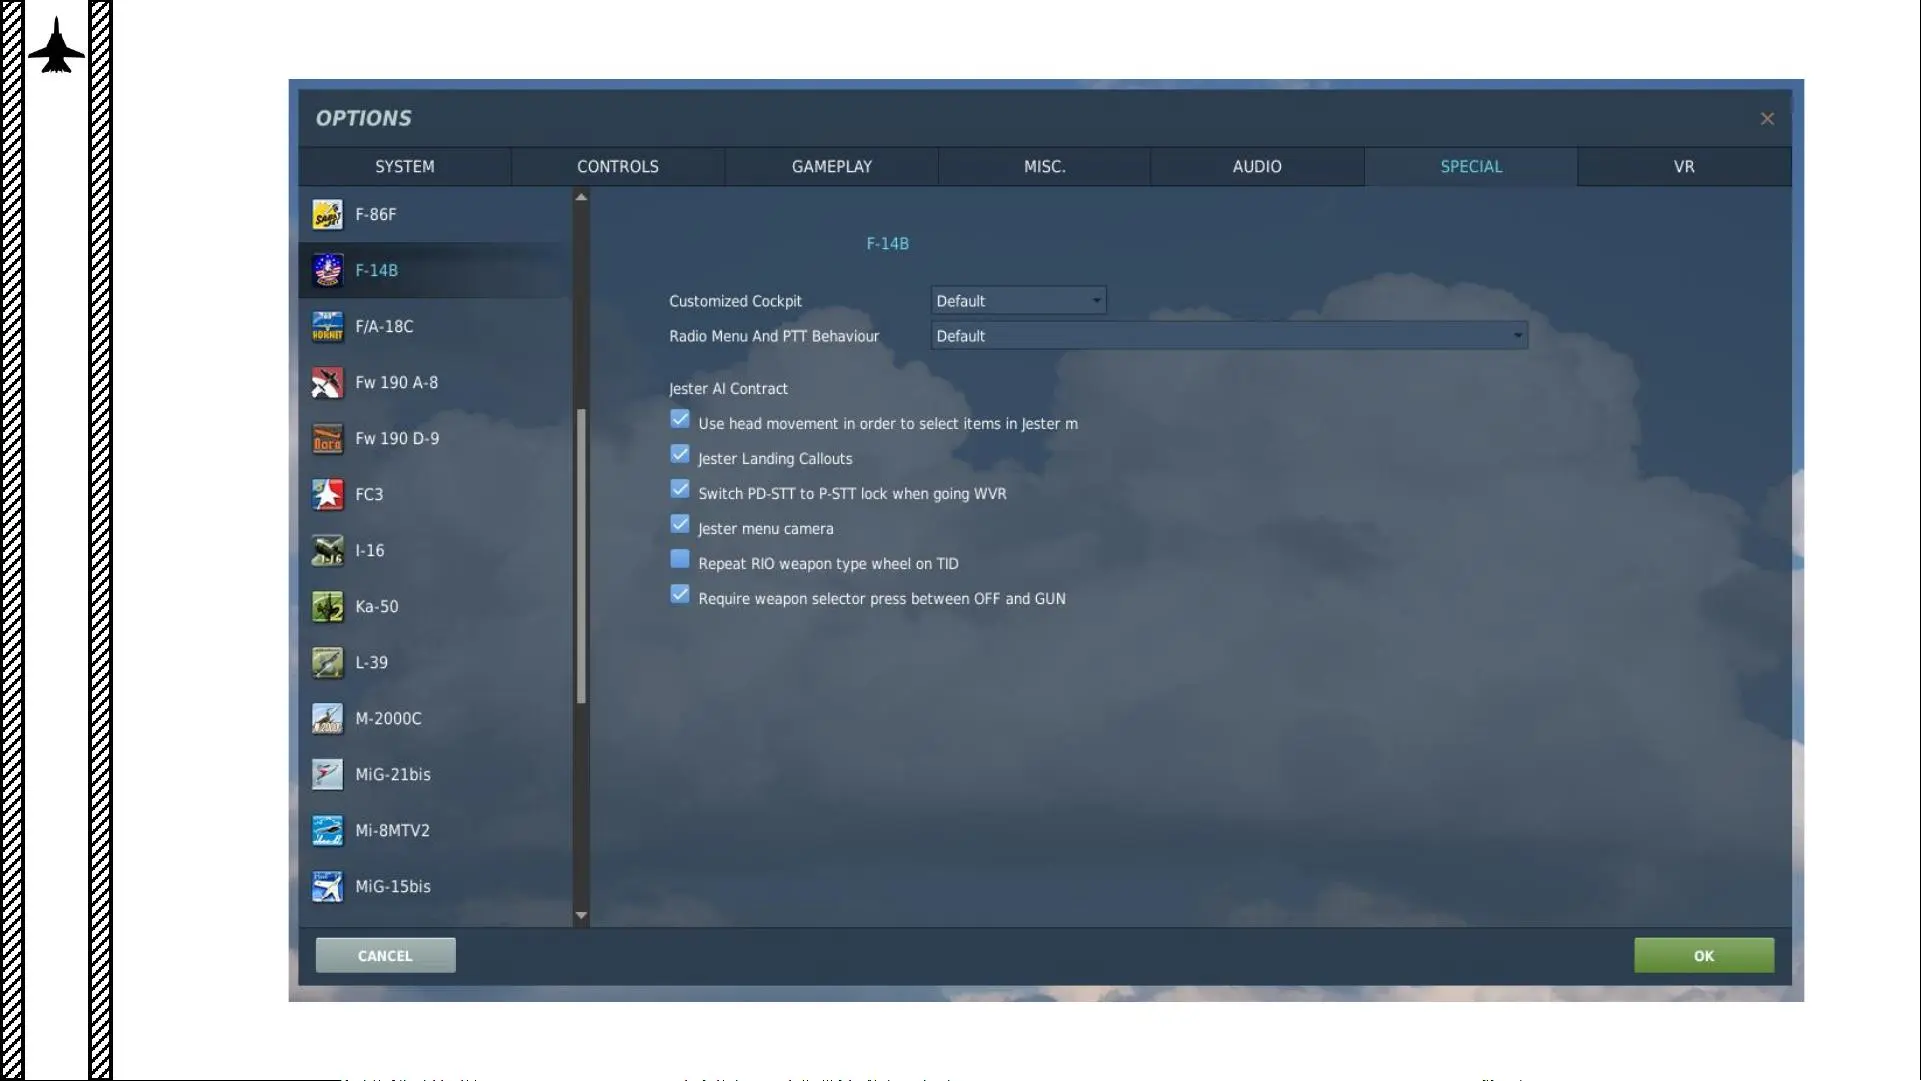 OPTIONS
SYSTEM CONTROLS GAMEPLAY MISC. AUDIO SPECIAL VR
F-86F
F-14B
F/A-18C
Fw 190 A-8
Fw 190 D-9
FC3
I-16
Ka-50
L-39
M-2000C
MiG-21bis
Mi-8MTV2
MiG-15bis
F-14B
Customized Cockpit Default
Radio Menu And PTT Behaviour Default
Jester AI Contract
Use head movement in order to select items in Jester m
Jester Landing Callouts
Switch PD-STT to P-STT lock when going WVR
Jester menu camera
Repeat RIO weapon type wheel on TID
Require weapon selector press between OFF and GUN
CANCEL OK